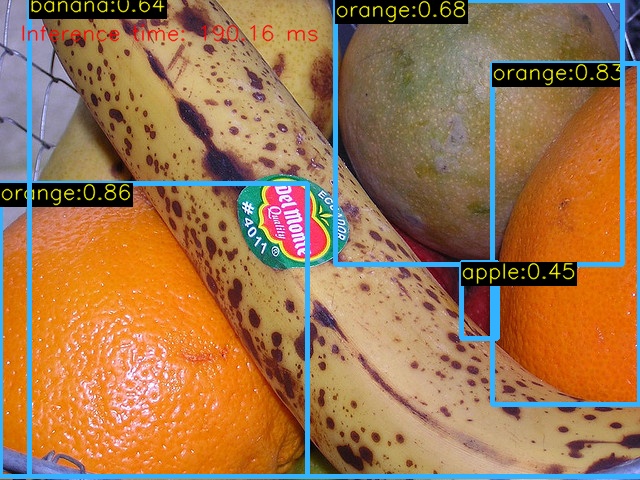 banana:0.64
orange:0.68
Inference time: 190.16 ms
orange:0.83
orange:0.86
Del Monte
Quality
ECUADOR
#4011
®
apple:0.45